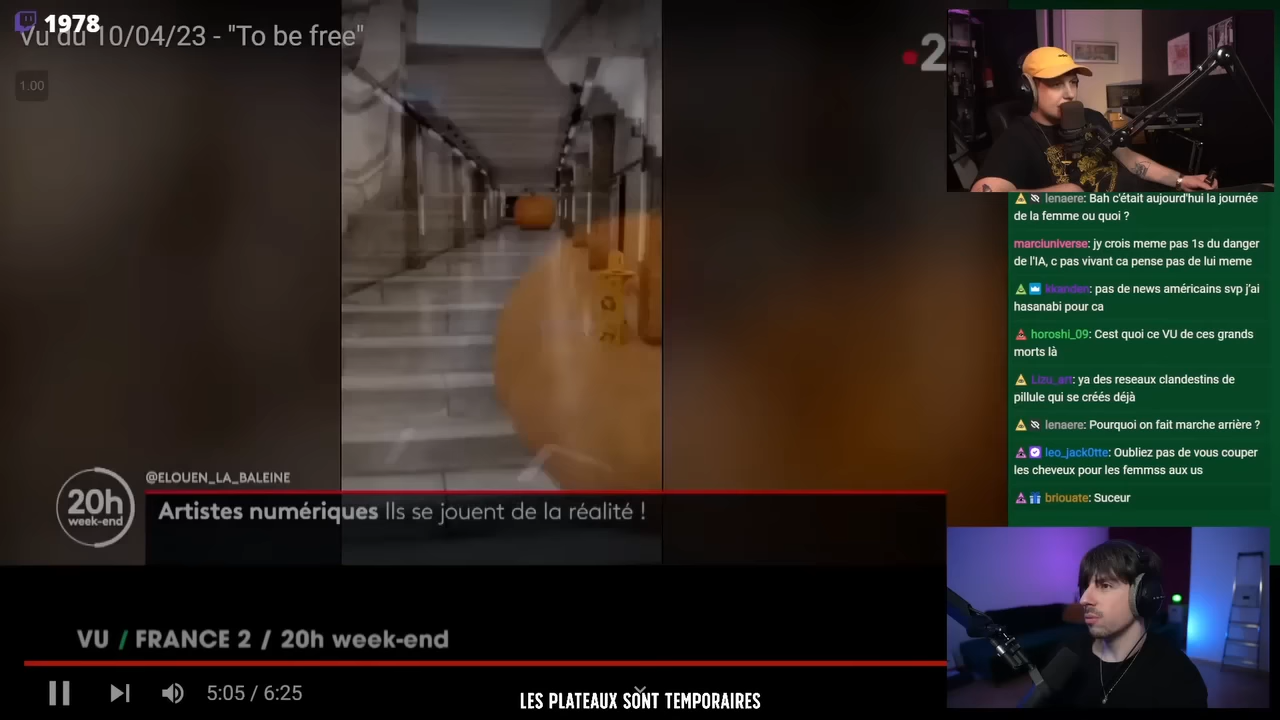 1978
Vu du 10/04/23 - "To be free"
1.00
2
lenaere: Bah c'était aujourd'hui la journée
de la femme ou quoi ?
marciuniverse: jy crois meme pas 1s du danger
de l'IA, c pas vivant ca pense pas de lui meme
kkanden: pas de news américains svp j'ai
hasanabi pour ca
horoshi_09: Cest quoi ce VU de ces grands
morts là
Lizu_art: ya des reseaux clandestins de
pillule qui se créés déjà
lenaere: Pourquoi on fait marche arrière ?
leo_jack0tte: Oubliez pas de vous couper
les cheveux pour les femmss aux us
briouate: Suceur
@ELOUEN_LA_BALEINE
20h
week-end
Artistes numériques Ils se jouent de la réalité !
VU / FRANCE 2 / 20h week-end
5:05 / 6:25
LES PLATEAUX SONT TEMPORAIRES